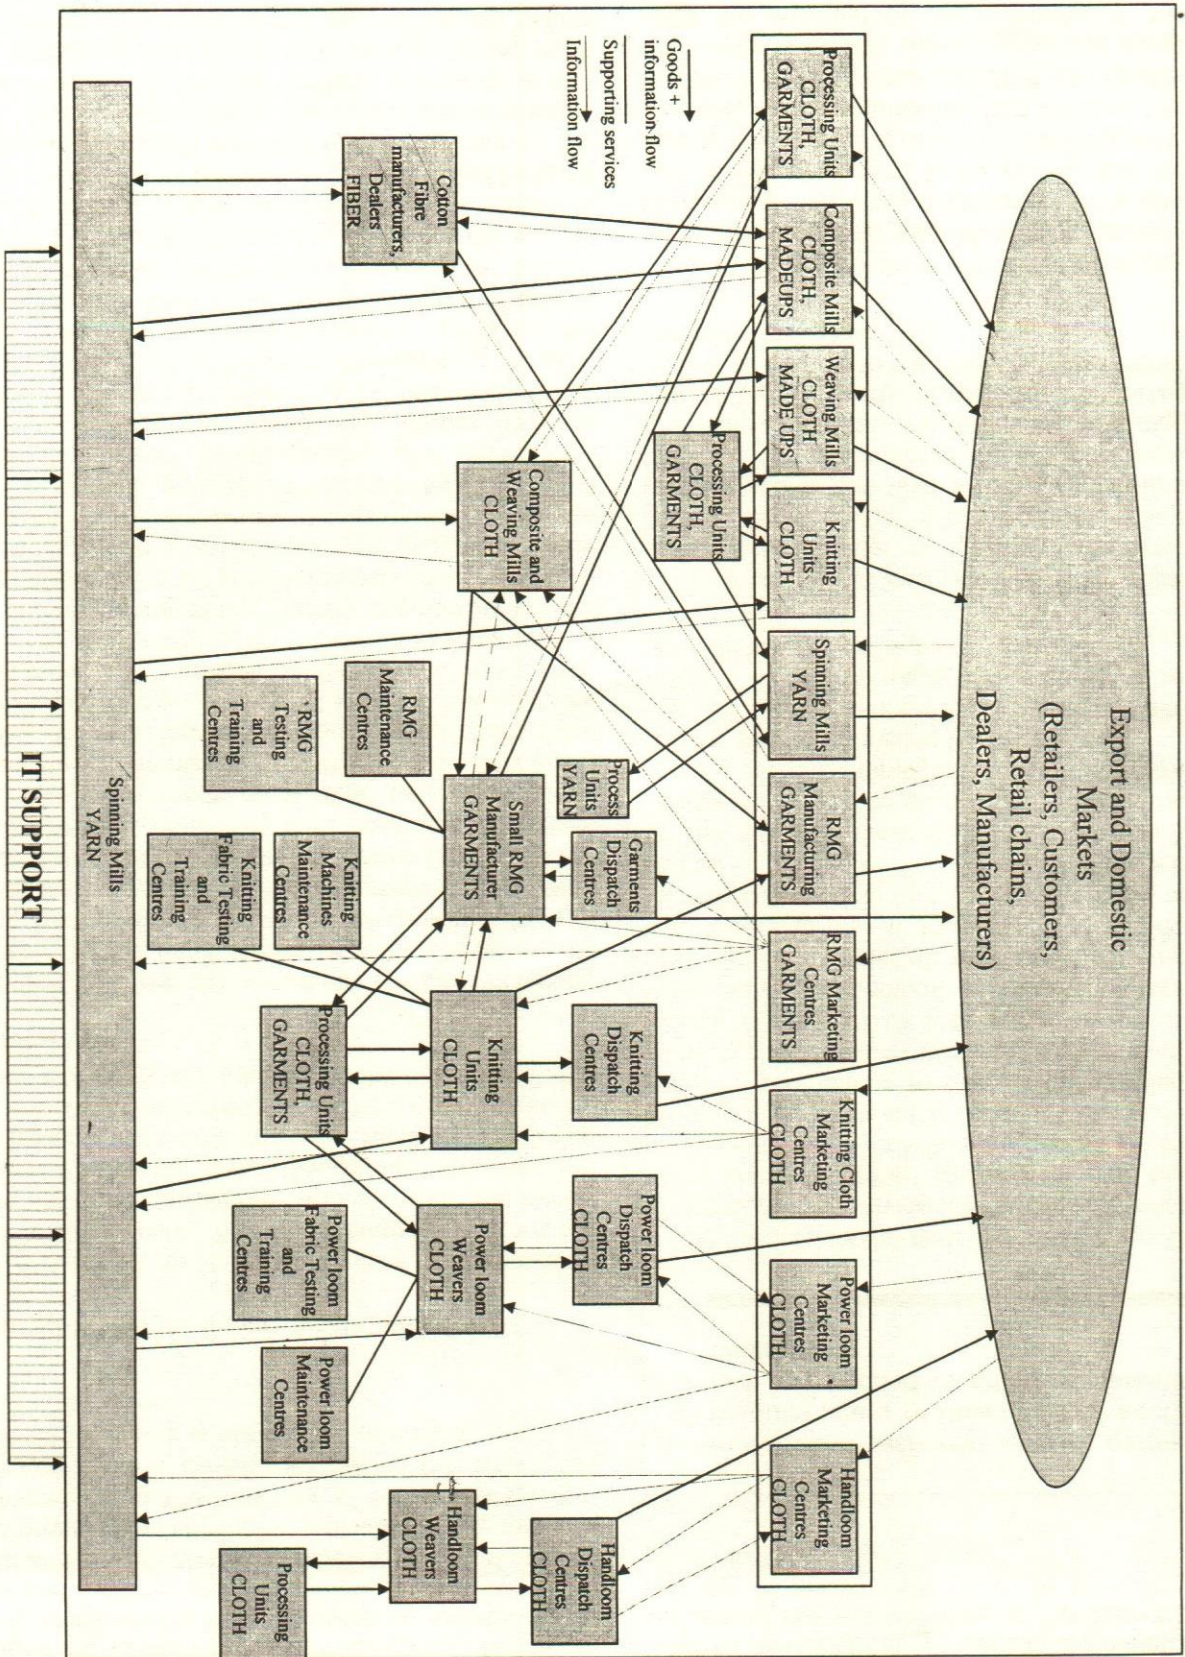 Export and Domestic
Markets
(Retailers, Customers,
Retail chains,
Dealers, Manufacturers)
Processing Units
CLOTH,
GARMENTS
Composite Mills
CLOTH,
MADEUPS
Weaving Mills
CLOTH
MADE UPS
Knitting
Units
CLOTH
Spinning Mills
YARN
RMG
Manufacturing
GARMENTS
RMG Marketing
Centres
GARMENTS
Knitting Cloth
Marketing
Centres
CLOTH
Power loom
Marketing
Centres
CLOTH
Handloom
Marketing
Centres
CLOTH
Goods +
information flow
Supporting services
Information flow
Processing Units
CLOTH,
GARMENTS
Process
Units
YARN
Garments
Dispatch
Centres
Knitting
Dispatch
Centres
Power loom
Dispatch
Centres
CLOTH
Handloom
Dispatch
Centres
CLOTH
Cotton
Fibre
manufacturers,
Dealers
FIBER
Composite and
Weaving Mills
CLOTH
Small RMG
Manufacturer
GARMENTS
Knitting
Units
CLOTH
Power loom
Weavers
CLOTH
Handloom
Weavers
CLOTH
RMG
Maintenance
Centres
RMG
Testing
and
Training
Centres
Knitting
Machines
Maintenance
Centres
Knitting
Fabric Testing
and
Training
Centres
Processing Units
CLOTH,
GARMENTS
Power loom
Fabric Testing
and
Training
Centres
Power loom
Maintenance
Centres
Processing
Units
CLOTH
Spinning Mills
YARN
IT SUPPORT